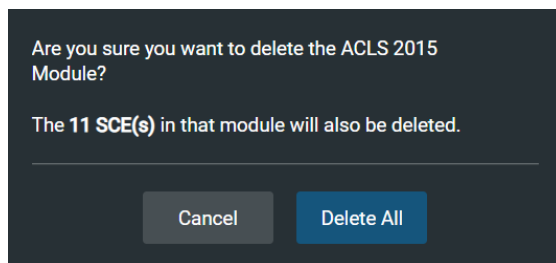 Are you sure you want to delete the ACLS 2015
Module?
The 11 SCE(s) in that module will also be deleted.
Cancel
Delete All